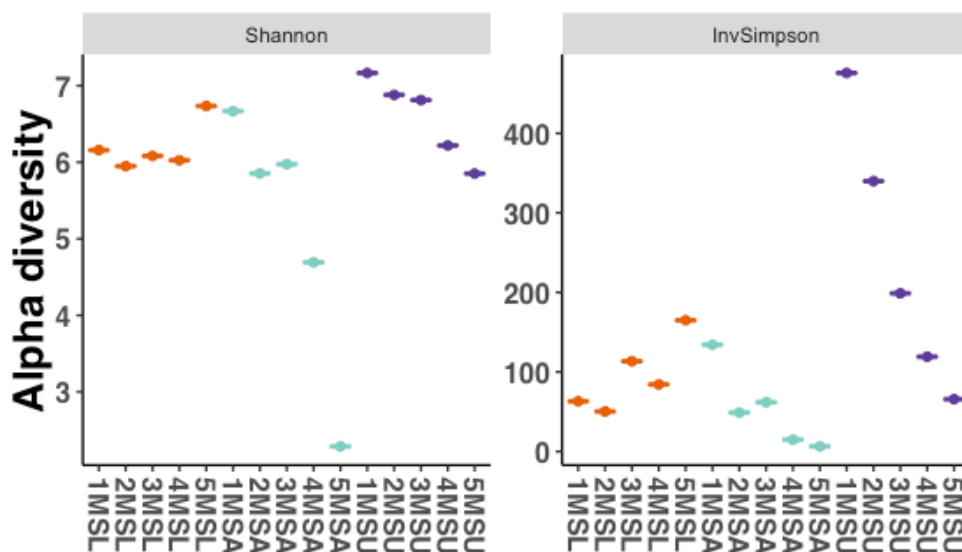 Shannon
InvSimpson
Alpha diversity
7
6
5
4
3
400
300
200
100
0
1MSL
2MSL
3MSL
4MSL
5MSL
1MSA
2MSA
3MSA
4MSA
5MSA
1MSU
2MSU
3MSU
4MSU
5MSU
1MSL
2MSL
3MSL
4MSL
5MSL
1MSA
2MSA
3MSA
4MSA
5MSA
1MSU
2MSU
3MSU
4MSU
5MSU